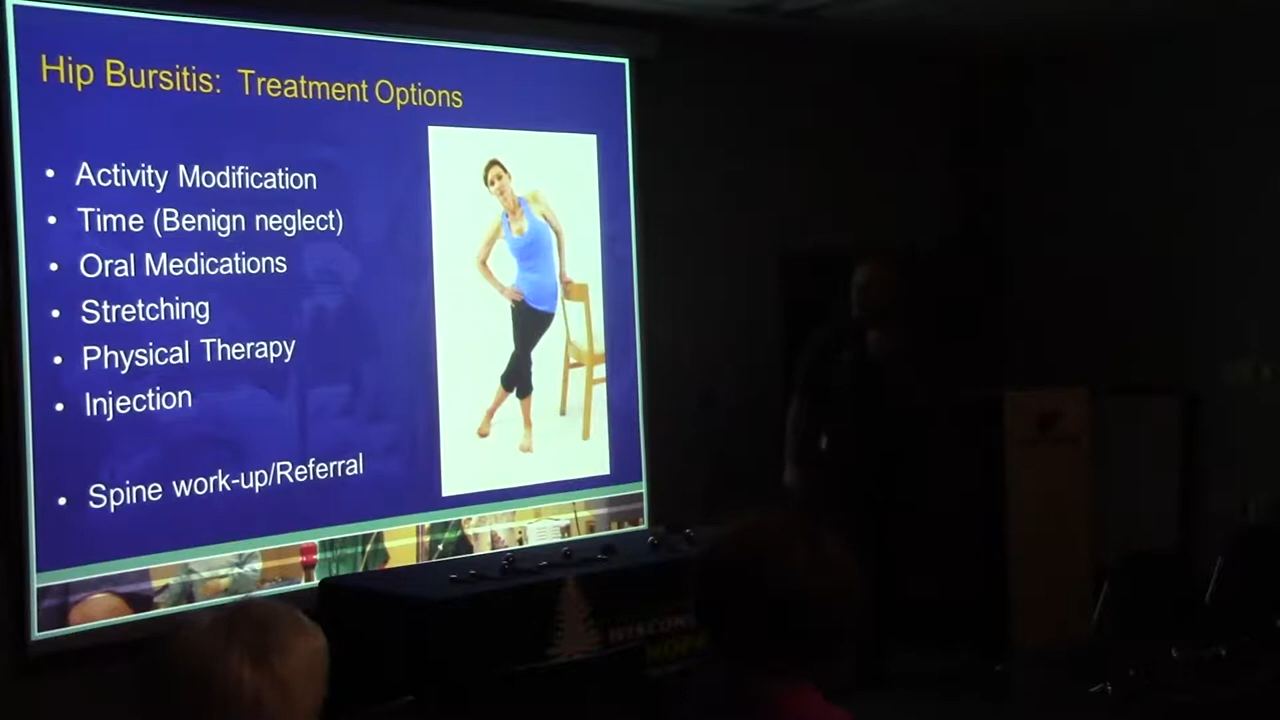 Hip Bursitis: Treatment Options
• Activity Modification
• Time (Benign neglect)
• Oral Medications
• Stretching
• Physical Therapy
• Injection
• Spine work-up/Referral